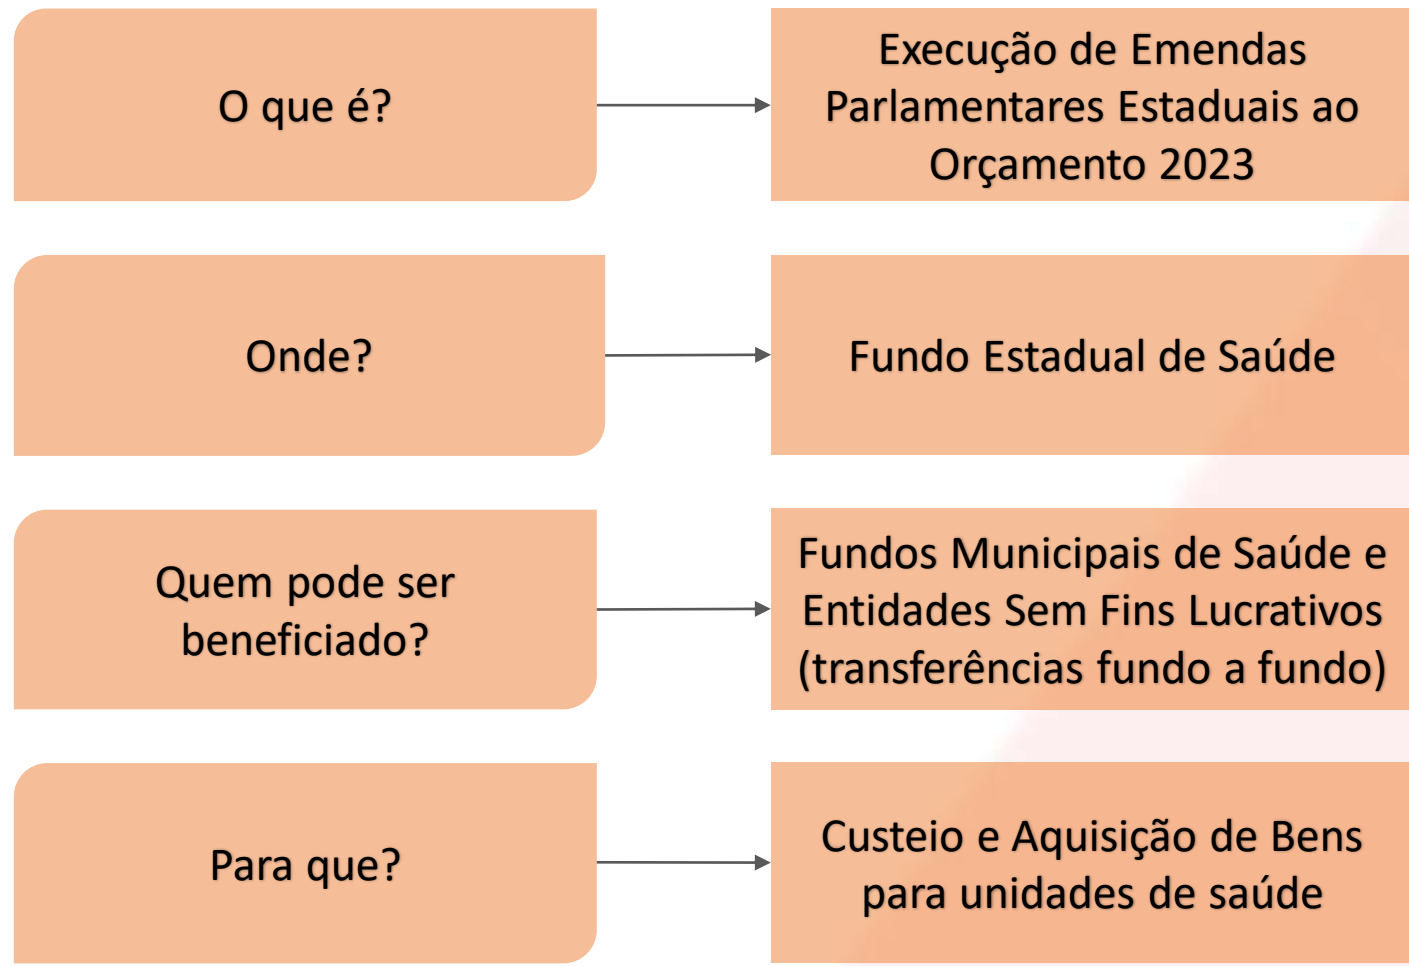 O que é?
Execução de Emendas
Parlamentares Estaduais ao
Orçamento 2023
Onde?
Fundo Estadual de Saúde
Quem pode ser
beneficiado?
Fundos Municipais de Saúde e
Entidades Sem Fins Lucrativos
(transferências fundo a fundo)
Para que?
Custeio e Aquisição de Bens
para unidades de saúde